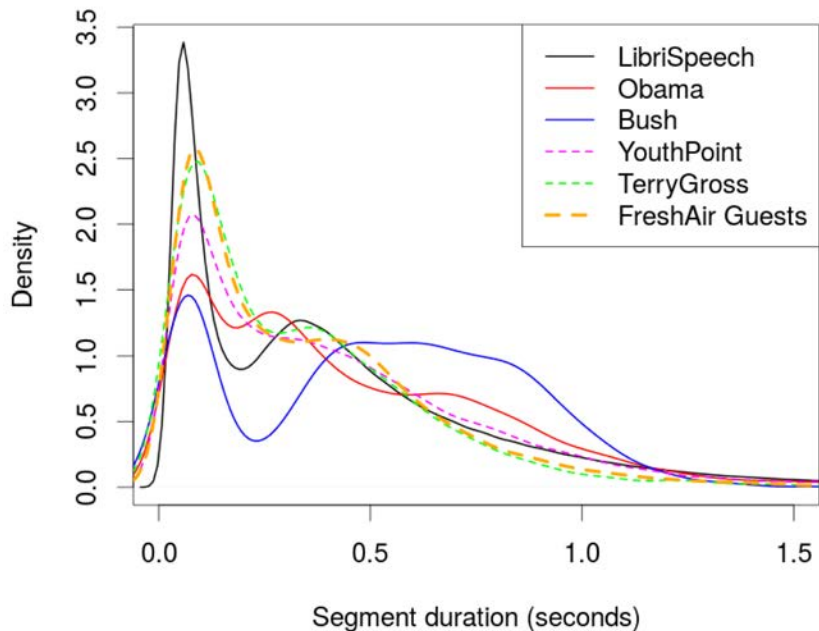 3.5
3.0
2.5
2.0
1.5
1.0
0.5
0.0
Density
LibriSpeech
Obama
Bush
YouthPoint
TerryGross
FreshAir Guests
0.0 0.5 1.0 1.5
Segment duration (seconds)